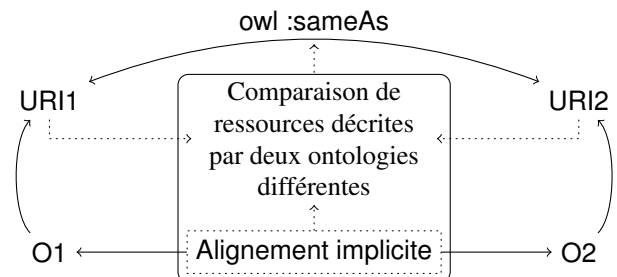 owl :sameAs
URI1
URI2
Comparaison de
ressources décrites
par deux ontologies
différentes
O1
Alignement implicite
O2